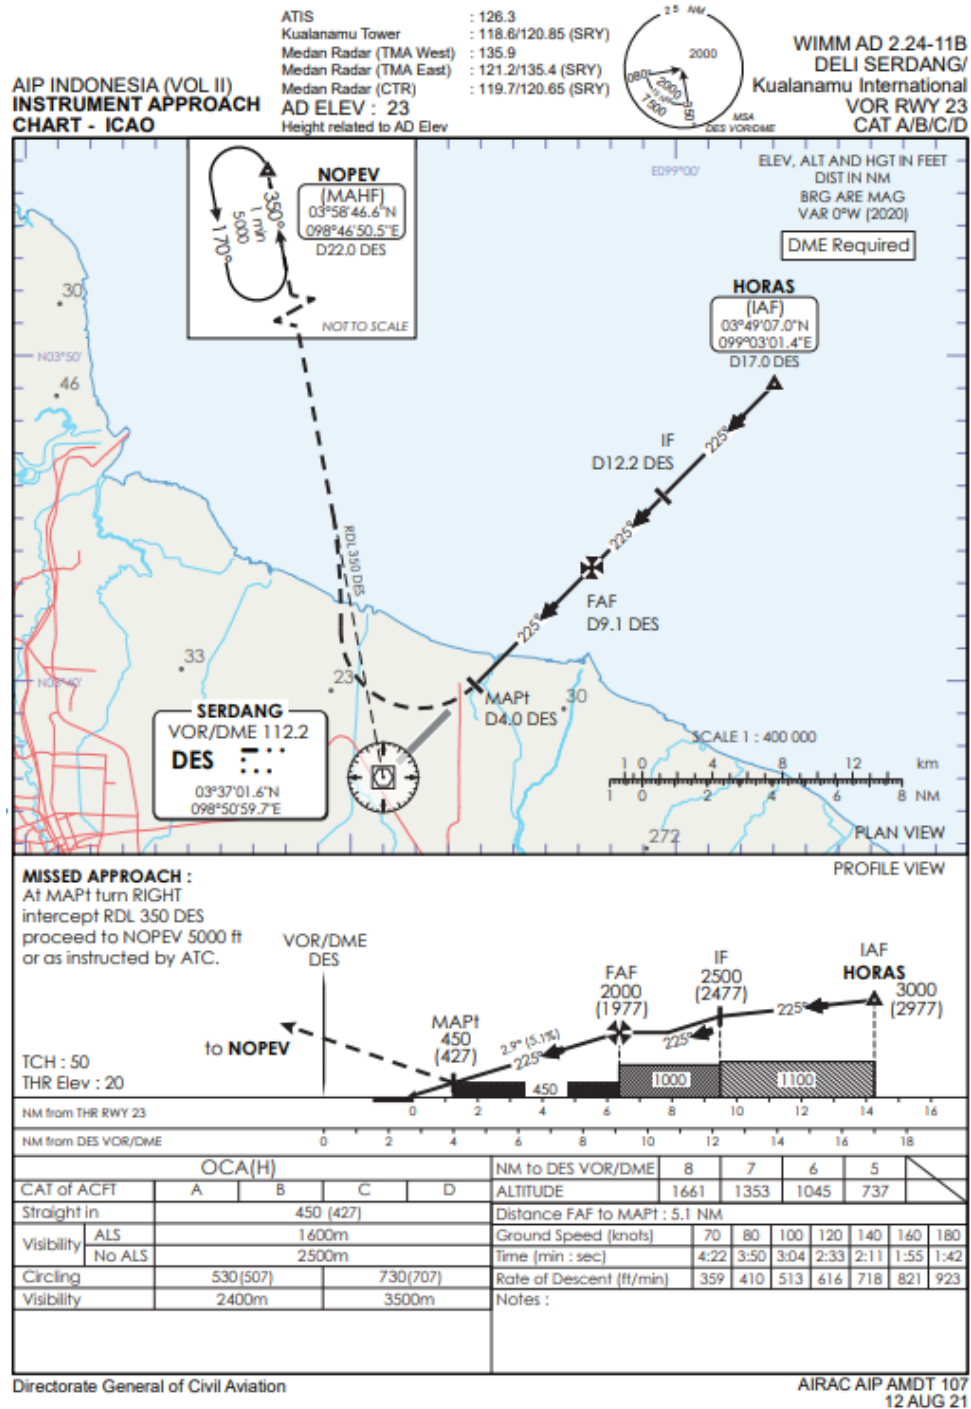 ATIS : 126.3
Kualanamu Tower : 118.6/120.85 (SRY)
Medan Radar (TMA West) : 135.9
Medan Radar (TMA East) : 121.2/135.4 (SRY)
Medan Radar (CTR) : 119.7/120.65 (SRY)
AD ELEV : 23
Height related to AD Elev
AIP INDONESIA (VOL II)
INSTRUMENT APPROACH
CHART - ICAO
25 NM
2000
080°
2000
7500
350°
MSA
DES VOR/DME
WIMM AD 2.24-11B
DELI SERDANG/
Kualanamu International
VOR RWY 23
CAT A/B/C/D
E099°00'
ELEV, ALT AND HGT IN FEET
DIST IN NM
BRG ARE MAG
VAR 0°W (2020)
DME Required
NOPEV
(MAHF)
03°58'46.6"N
098°46'50.5"E
D22.0 DES
350°
1 min
5000
170°
NOT TO SCALE
HORAS
(IAF)
03°49'07.0"N
099°03'01.4"E
D17.0 DES
30
N03°50'
46
225°
IF
D12.2 DES
225°
RDL 350 DES
FAF
D9.1 DES
225°
33
23
N03°40'
MAPt
D4.0 DES
30
SERDANG
VOR/DME 112.2
DES
03°37'01.6"N
098°50'59.7"E
SCALE 1 : 400 000
1 0 4 8 12 km
1 0 2 4 6 8 NM
272
PLAN VIEW
PROFILE VIEW
MISSED APPROACH :
At MAPt turn RIGHT
intercept RDL 350 DES
proceed to NOPEV 5000 ft
or as instructed by ATC.
VOR/DME
DES
to NOPEV
MAPt
450
(427)
2.9° (5.1%)
225°
FAF
2000
(1977)
225°
IF
2500
(2477)
225°
IAF
HORAS
3000
(2977)
TCH : 50
THR Elev : 20
450
1000
1100
NM from THR RWY 23 0 2 4 6 8 10 12 14 16
NM from DES VOR/DME 0 2 4 6 8 10 12 14 16 18
OCA(H)
CAT of ACFT A B C D
Straight in 450 (427)
Visibility ALS 1600m
No ALS 2500m
Circling 530(507) 730(707)
Visibility 2400m 3500m
NM to DES VOR/DME 8 7 6 5
ALTITUDE 1661 1353 1045 737
Distance FAF to MAPt : 5.1 NM
Ground Speed (knots) 70 80 100 120 140 160 180
Time (min : sec) 4:22 3:50 3:04 2:33 2:11 1:55 1:42
Rate of Descent (ft/min) 359 410 513 616 718 821 923
Notes :
Directorate General of Civil Aviation
AIRAC AIP AMDT 107
12 AUG 21